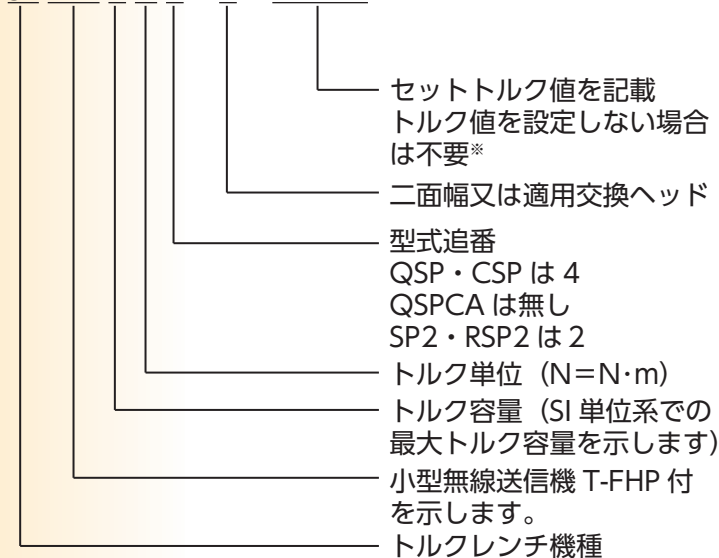 セットトルク値を記載
トルク値を設定しない場合
は不要※
二面幅又は適用交換ヘッド
型式追番
QSP・CSP は 4
QSPCA は無し
SP2・RSP2 は 2
トルク単位（N＝N·m）
トルク容量（SI 単位系での
最大トルク容量を示します）
小型無線送信機 T-FHP 付
を示します。
トルクレンチ機種